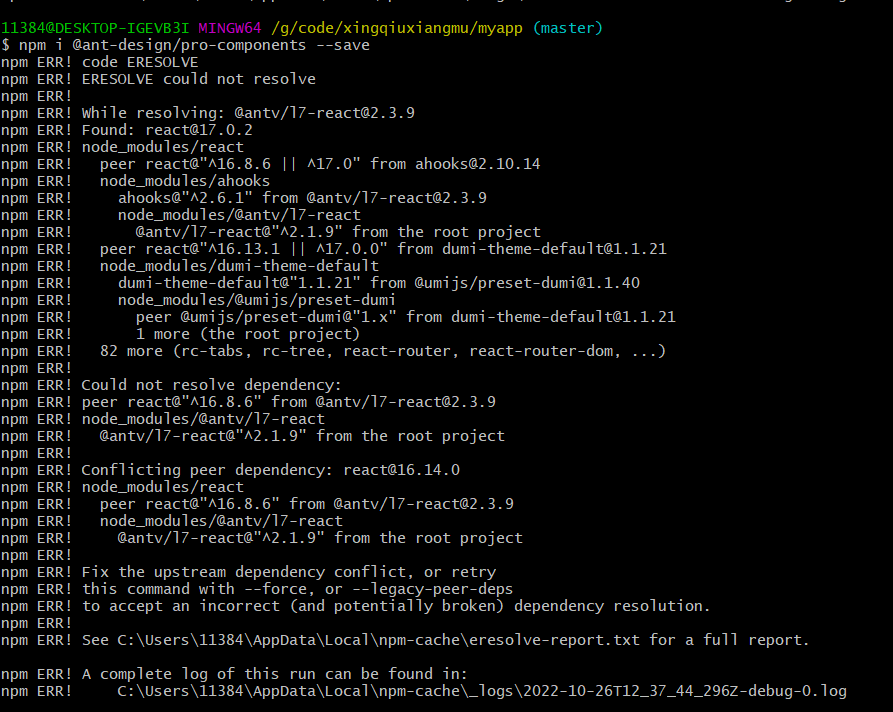 11384@DESKTOP-IGEVB3I MINGW64 /g/code/xingqiuxiangmu/myapp (master)
$ npm i @ant-design/pro-components --save
npm ERR! code ERESOLVE
npm ERR! ERESOLVE could not resolve
npm ERR!
npm ERR! While resolving: @antv/l7-react@2.3.9
npm ERR! Found: react@17.0.2
npm ERR! node_modules/react
npm ERR!   peer react@"^16.8.6 || ^17.0" from ahooks@2.10.14
npm ERR!   node_modules/ahooks
npm ERR!     ahooks@"^2.6.1" from @antv/l7-react@2.3.9
npm ERR!     node_modules/@antv/l7-react
npm ERR!       @antv/l7-react@"^2.1.9" from the root project
npm ERR!   peer react@"^16.13.1 || ^17.0.0" from dumi-theme-default@1.1.21
npm ERR!   node_modules/dumi-theme-default
npm ERR!     dumi-theme-default@"1.1.21" from @umijs/preset-dumi@1.1.40
npm ERR!     node_modules/@umijs/preset-dumi
npm ERR!       peer @umijs/preset-dumi@"1.x" from dumi-theme-default@1.1.21
npm ERR!       1 more (the root project)
npm ERR!   82 more (rc-tabs, rc-tree, react-router, react-router-dom, ...)
npm ERR!
npm ERR! Could not resolve dependency:
npm ERR! peer react@"^16.8.6" from @antv/l7-react@2.3.9
npm ERR! node_modules/@antv/l7-react
npm ERR!   @antv/l7-react@"^2.1.9" from the root project
npm ERR!
npm ERR! Conflicting peer dependency: react@16.14.0
npm ERR! node_modules/react
npm ERR!   peer react@"^16.8.6" from @antv/l7-react@2.3.9
npm ERR!   node_modules/@antv/l7-react
npm ERR!     @antv/l7-react@"^2.1.9" from the root project
npm ERR!
npm ERR! Fix the upstream dependency conflict, or retry
npm ERR! this command with --force, or --legacy-peer-deps
npm ERR! to accept an incorrect (and potentially broken) dependency resolution.
npm ERR!
npm ERR! See C:\Users\11384\AppData\Local\npm-cache\eresolve-report.txt for a full report.

npm ERR! A complete log of this run can be found in:
npm ERR!     C:\Users\11384\AppData\Local\npm-cache\_logs\2022-10-26T12_37_44_296Z-debug-0.log